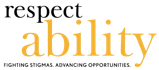 respect
ability
FIGHTING STIGMAS. ADVANCING OPPORTUNITIES.